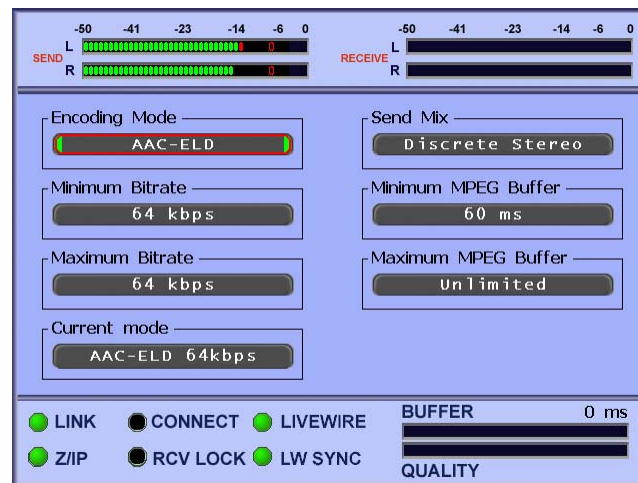 -50 -41 -23 -14 -6 0
-50 -41 -23 -14 -6 0
SEND L 0
R 0
RECEIVE L
R
Encoding Mode
AAC-ELD
Send Mix
Discrete Stereo
Minimum Bitrate
64 kbps
Minimum MPEG Buffer
60 ms
Maximum Bitrate
64 kbps
Maximum MPEG Buffer
Unlimited
Current mode
AAC-ELD 64kbps
LINK CONNECT LIVEWIRE
Z/IP RCV LOCK LW SYNC
BUFFER 0 ms
QUALITY